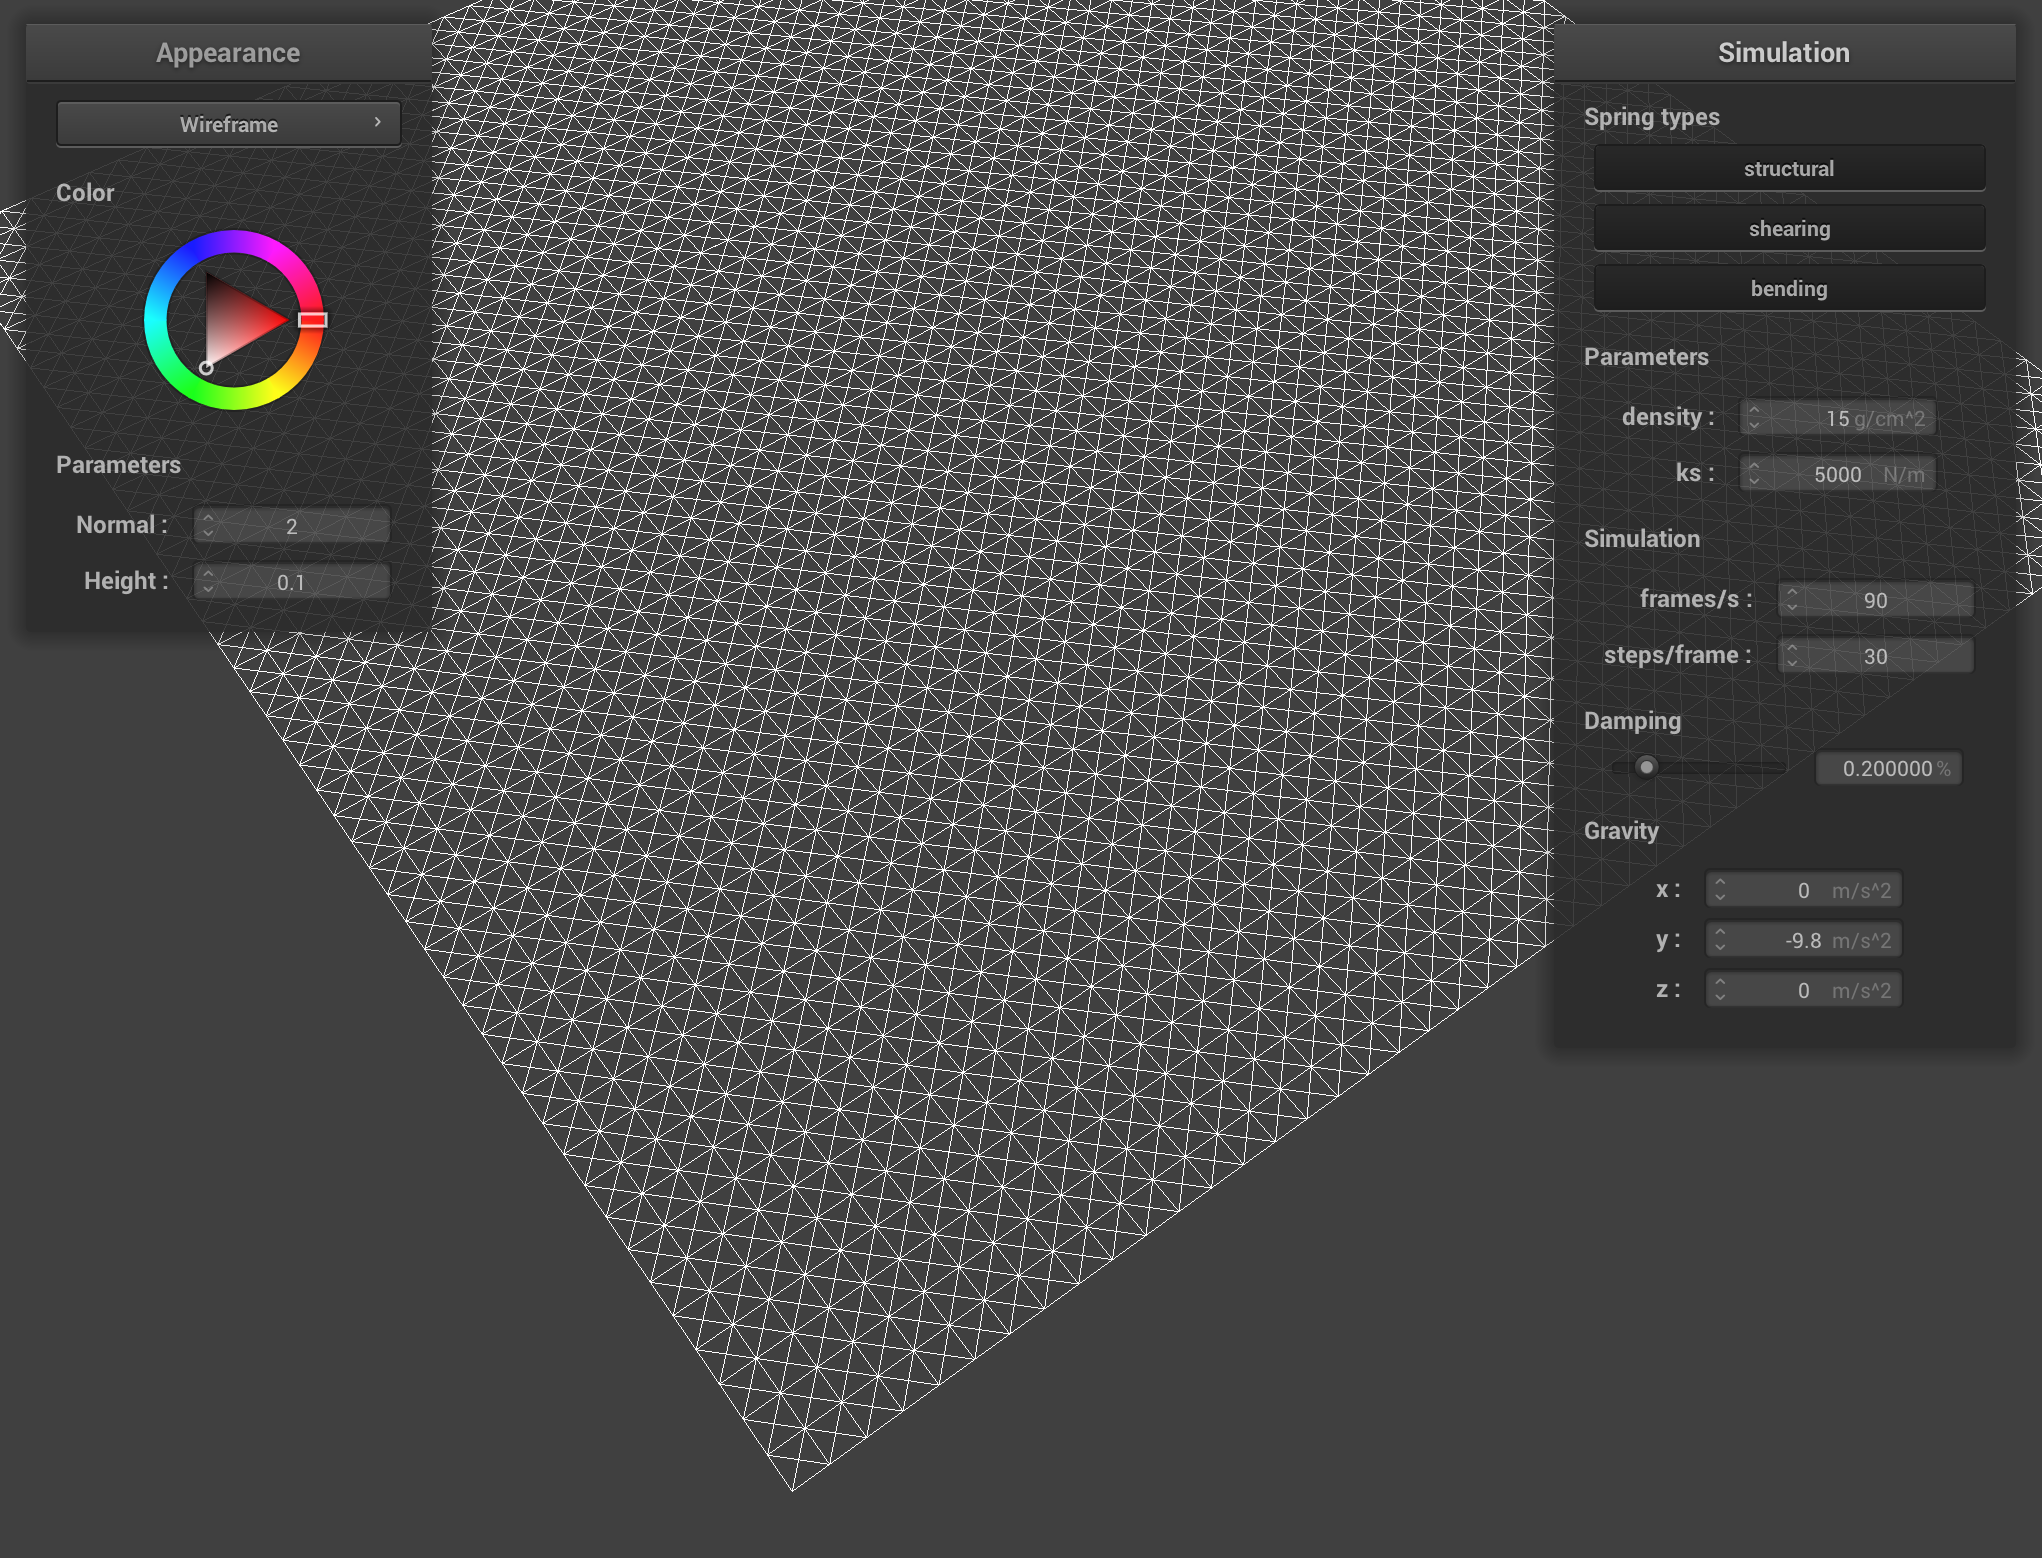 Appearance
Wireframe
Color
Parameters
Normal : 2
Height : 0.1
Simulation
Spring types
structural
shearing
bending
Parameters
density : 15 g/cm^2
ks : 5000 N/m
Simulation
frames/s : 90
steps/frame : 30
Damping
0.200000 %
Gravity
x : 0 m/s^2
y : -9.8 m/s^2
z : 0 m/s^2